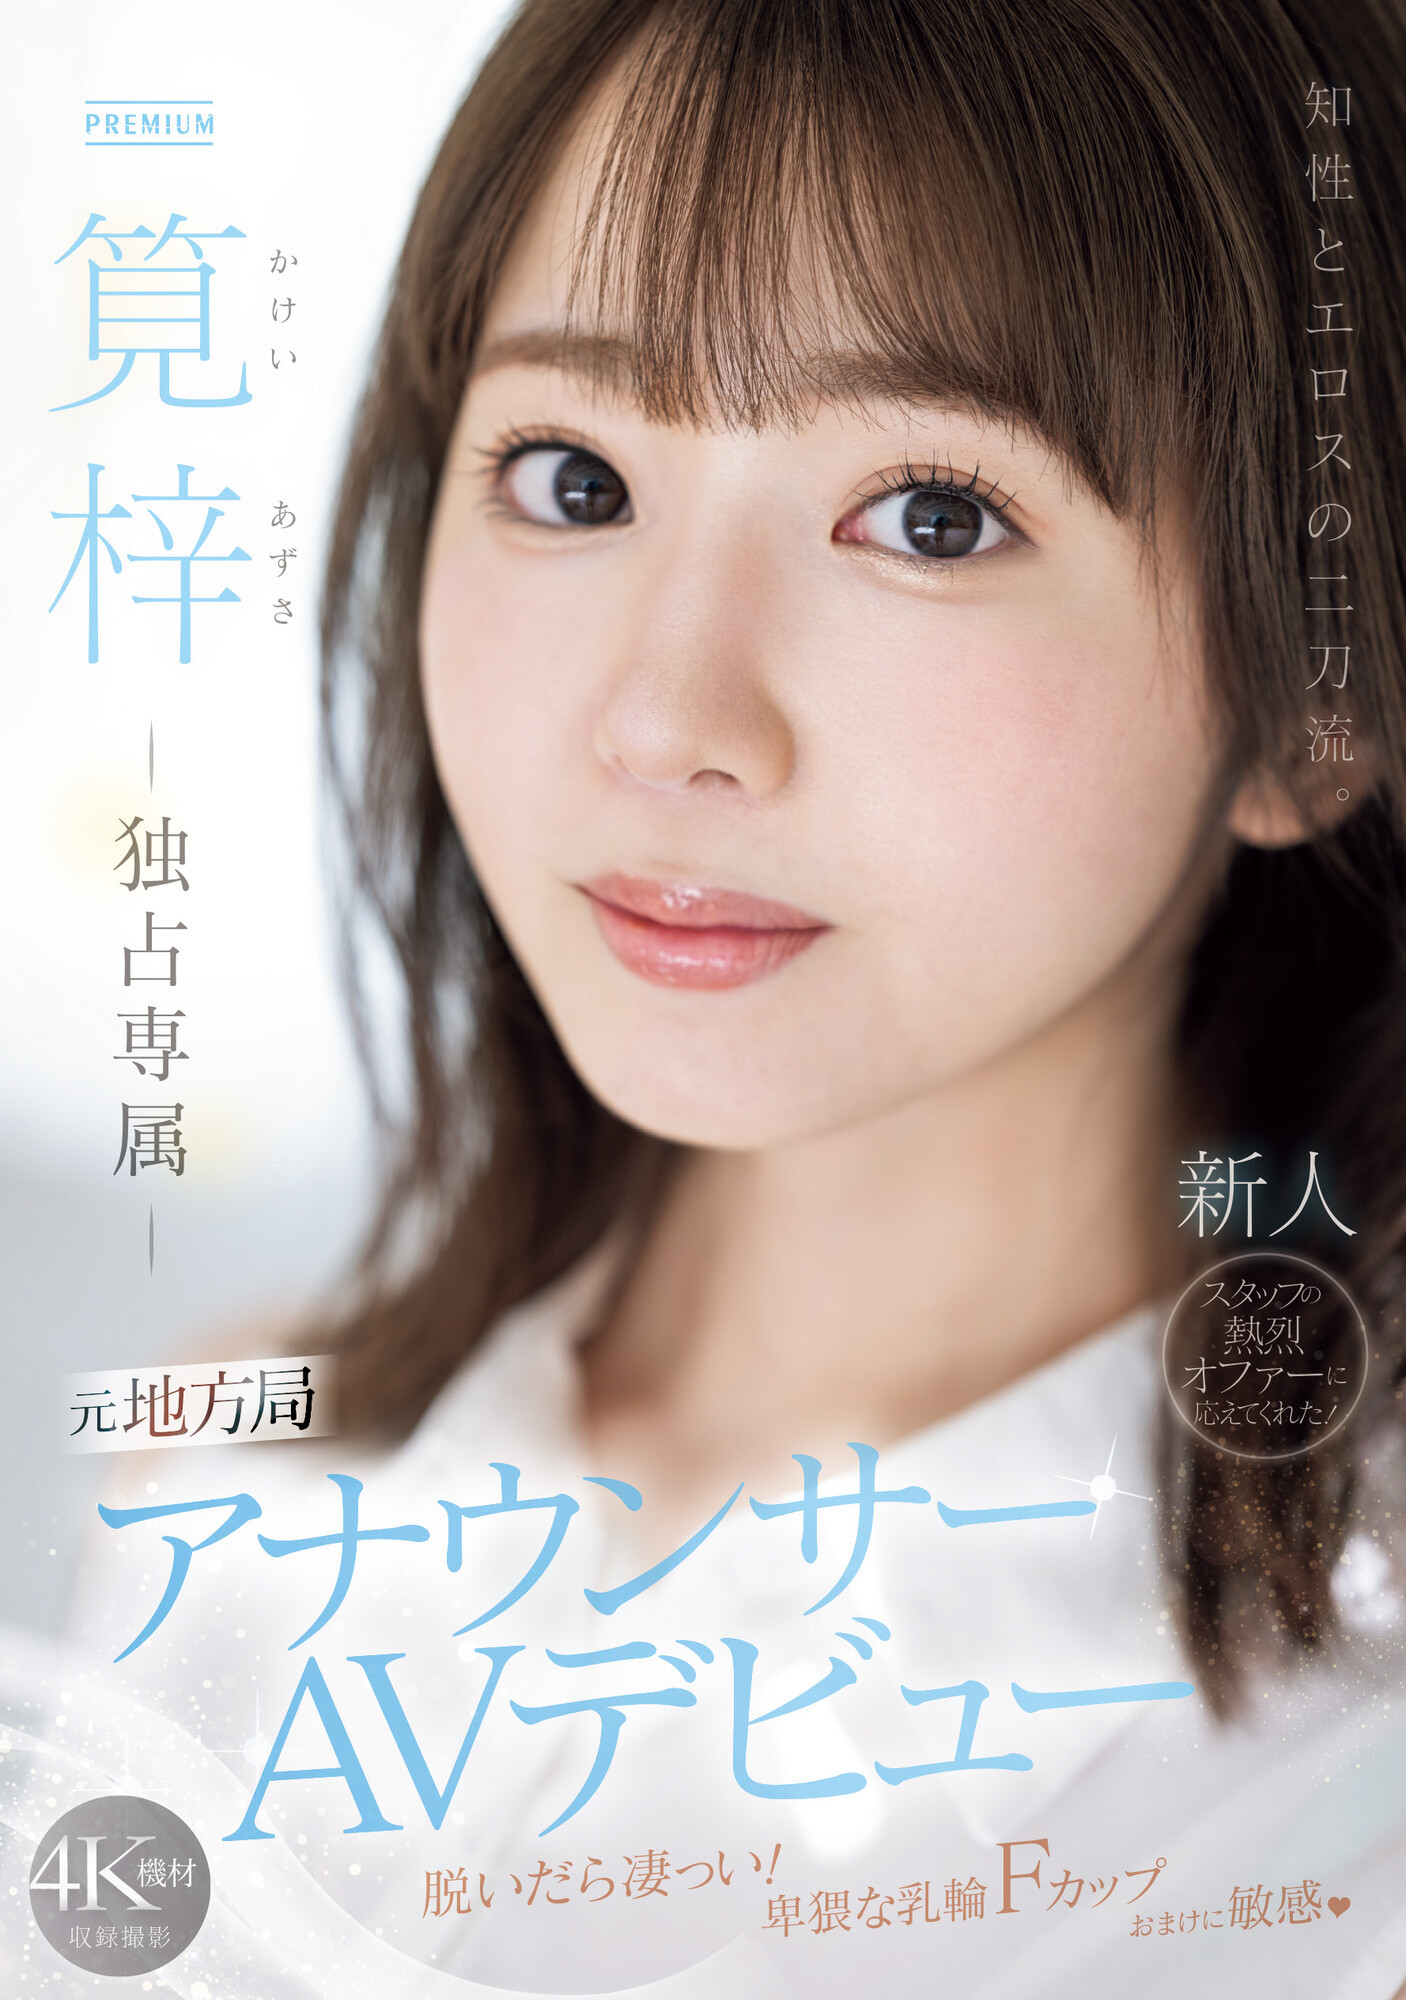 PREMIUM
筧梓
かけい
あずさ
独占専属
知性とエロスの二刀流。
新人
スタッフの
熱烈
オファーに
応えてくれた!
元地方局
アナウンサー
AVデビュー
4K機材
収録撮影
脱いだら凄つい!
卑猥な乳輪Fカップ
おまけに敏感♥